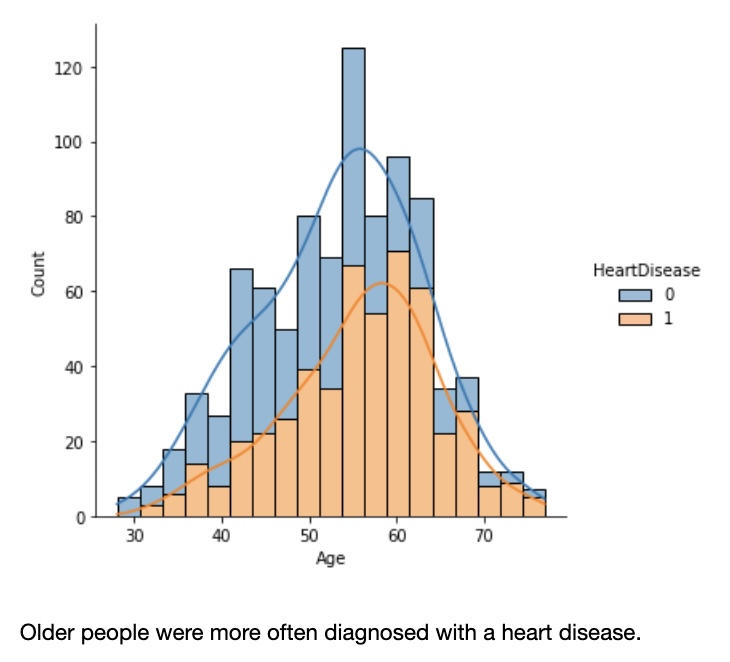 120
100
80
60
40
20
0
Count
30 40 50 60 70
Age
HeartDisease
0
1
Older people were more often diagnosed with a heart disease.